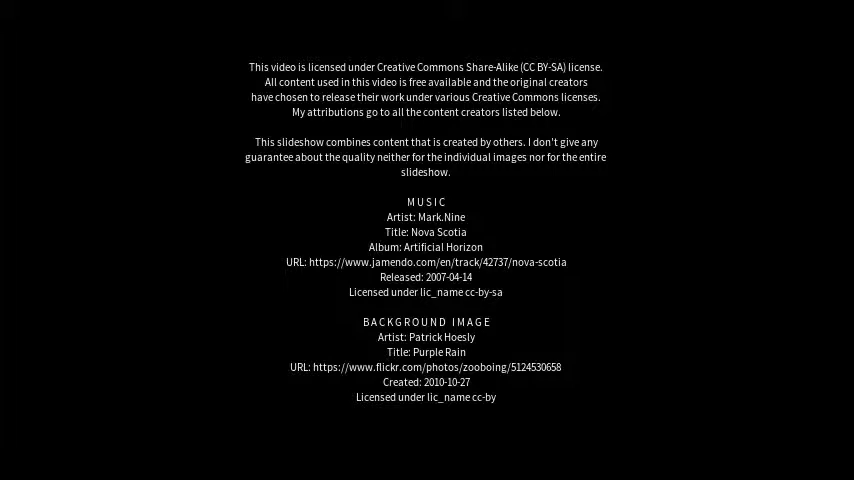 This video is licensed under Creative Commons Share-Alike (CC BY-SA) license.
All content used in this video is free available and the original creators
have chosen to release their work under various Creative Commons licenses.
My attributions go to all the content creators listed below.
This slideshow combines content that is created by others. I don't give any
guarantee about the quality neither for the individual images nor for the entire
slideshow.
MUSIC
Artist: Mark.Nine
Title: Nova Scotia
Album: Artificial Horizon
URL: https://www.jamendo.com/en/track/42737/nova-scotia
Released: 2007-04-14
Licensed under lic_name cc-by-sa
BACKGROUND IMAGE
Artist: Patrick Hoesly
Title: Purple Rain
URL: https://www.flickr.com/photos/zooboing/5124530658
Created: 2010-10-27
Licensed under lic_name cc-by